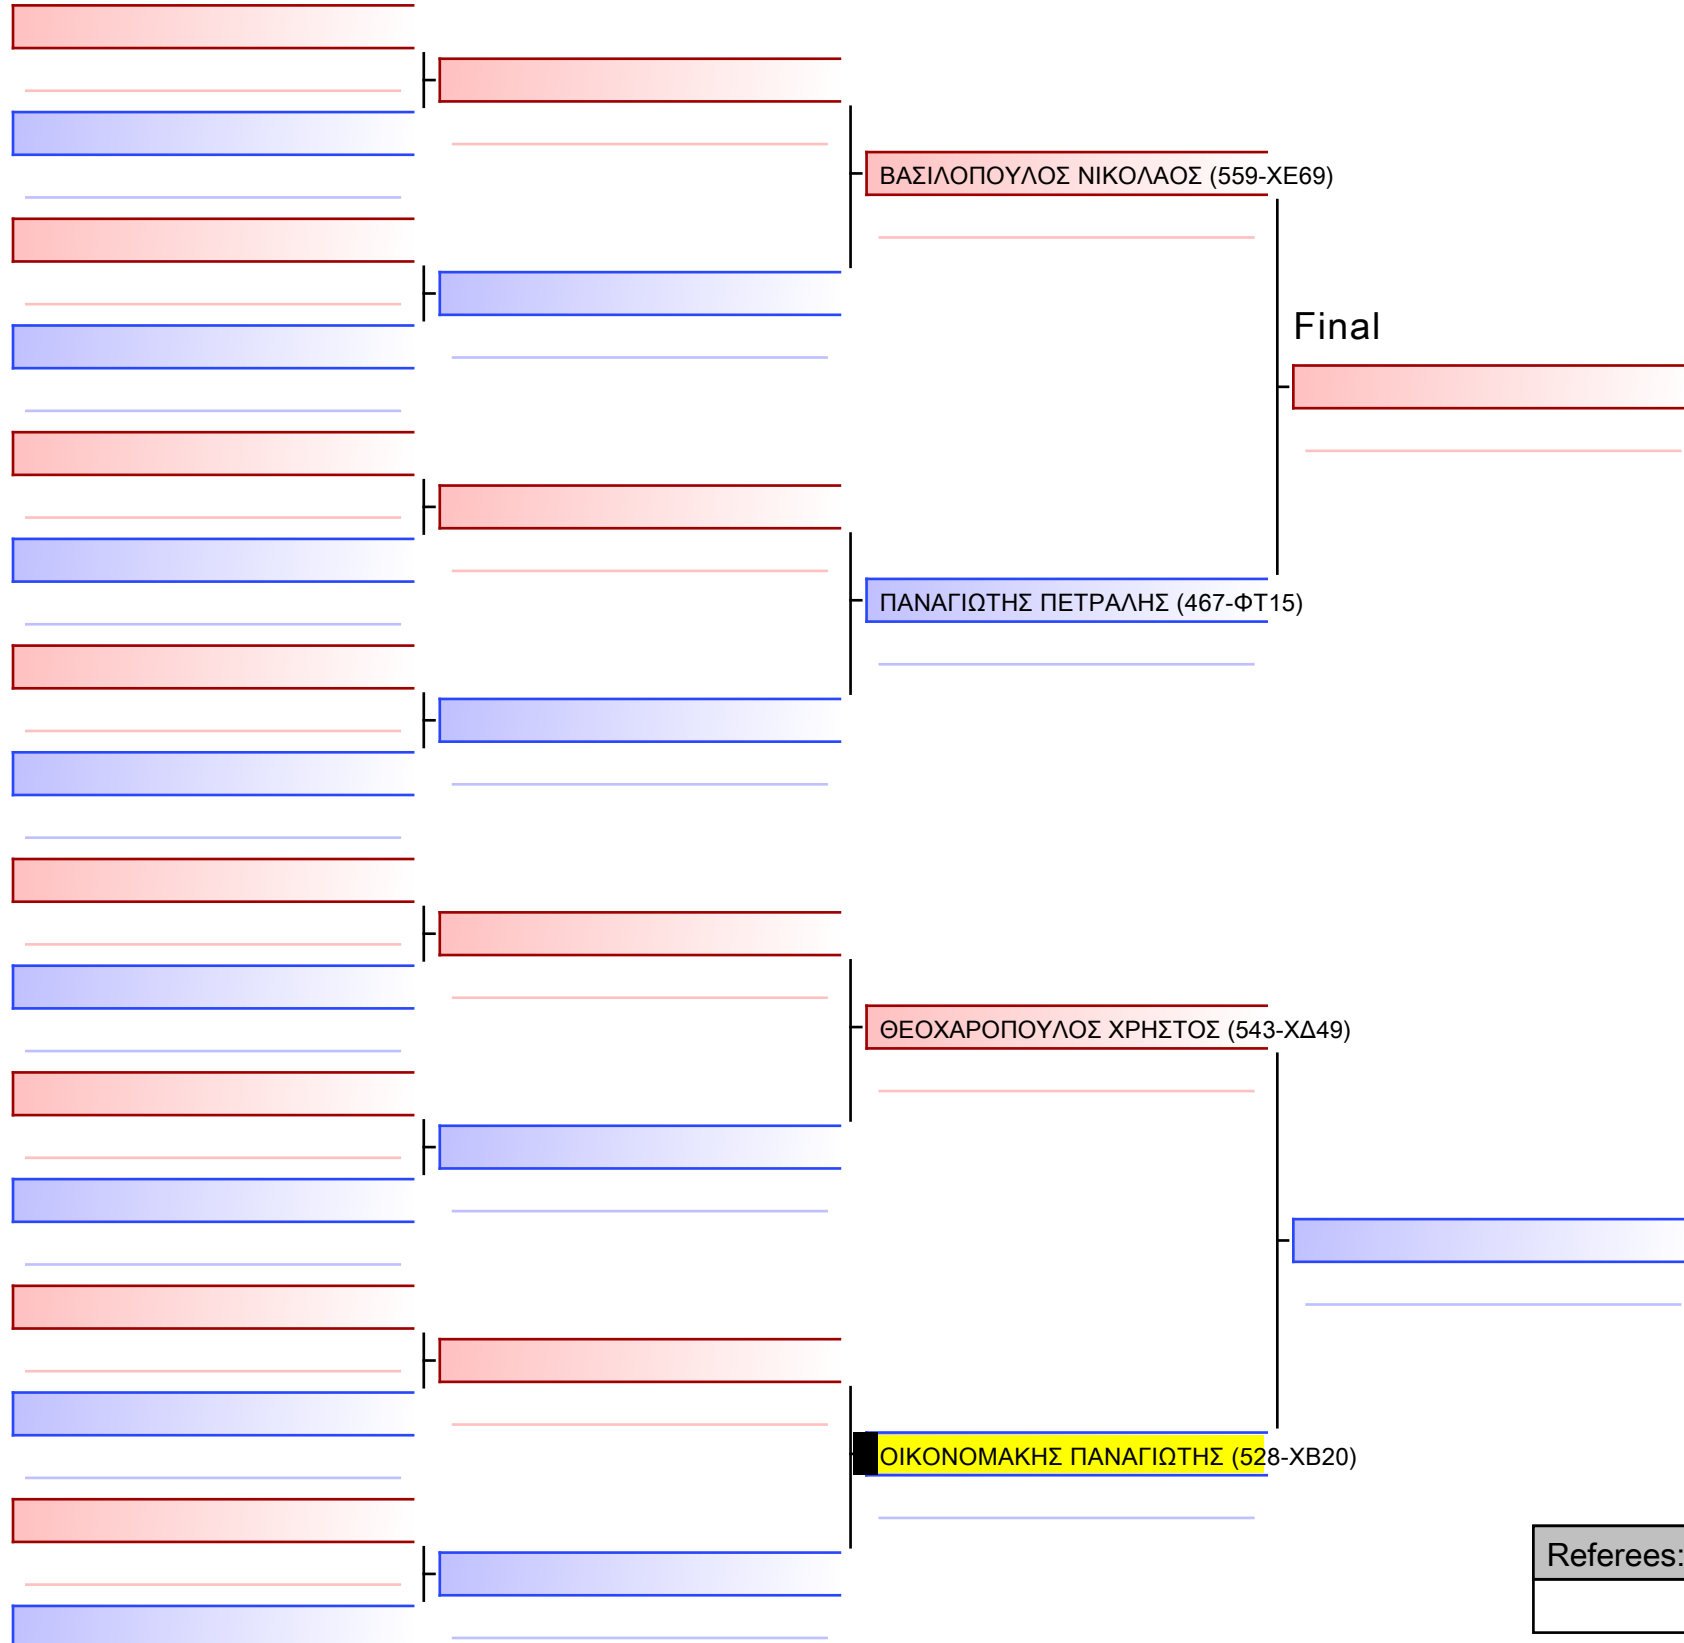 ΒΑΣΙΛΟΠΟΥΛΟΣ ΝΙΚΟΛΑΟΣ (559-ΧΕ69)
Final
ΠΑΝΑΓΙΩΤΗΣ ΠΕΤΡΑΛΗΣ (467-ΦΤ15)
ΘΕΟΧΑΡΟΠΟΥΛΟΣ ΧΡΗΣΤΟΣ (543-ΧΔ49)
ΟΙΚΟΝΟΜΑΚΗΣ ΠΑΝΑΓΙΩΤΗΣ (528-ΧΒ20)
Referees: